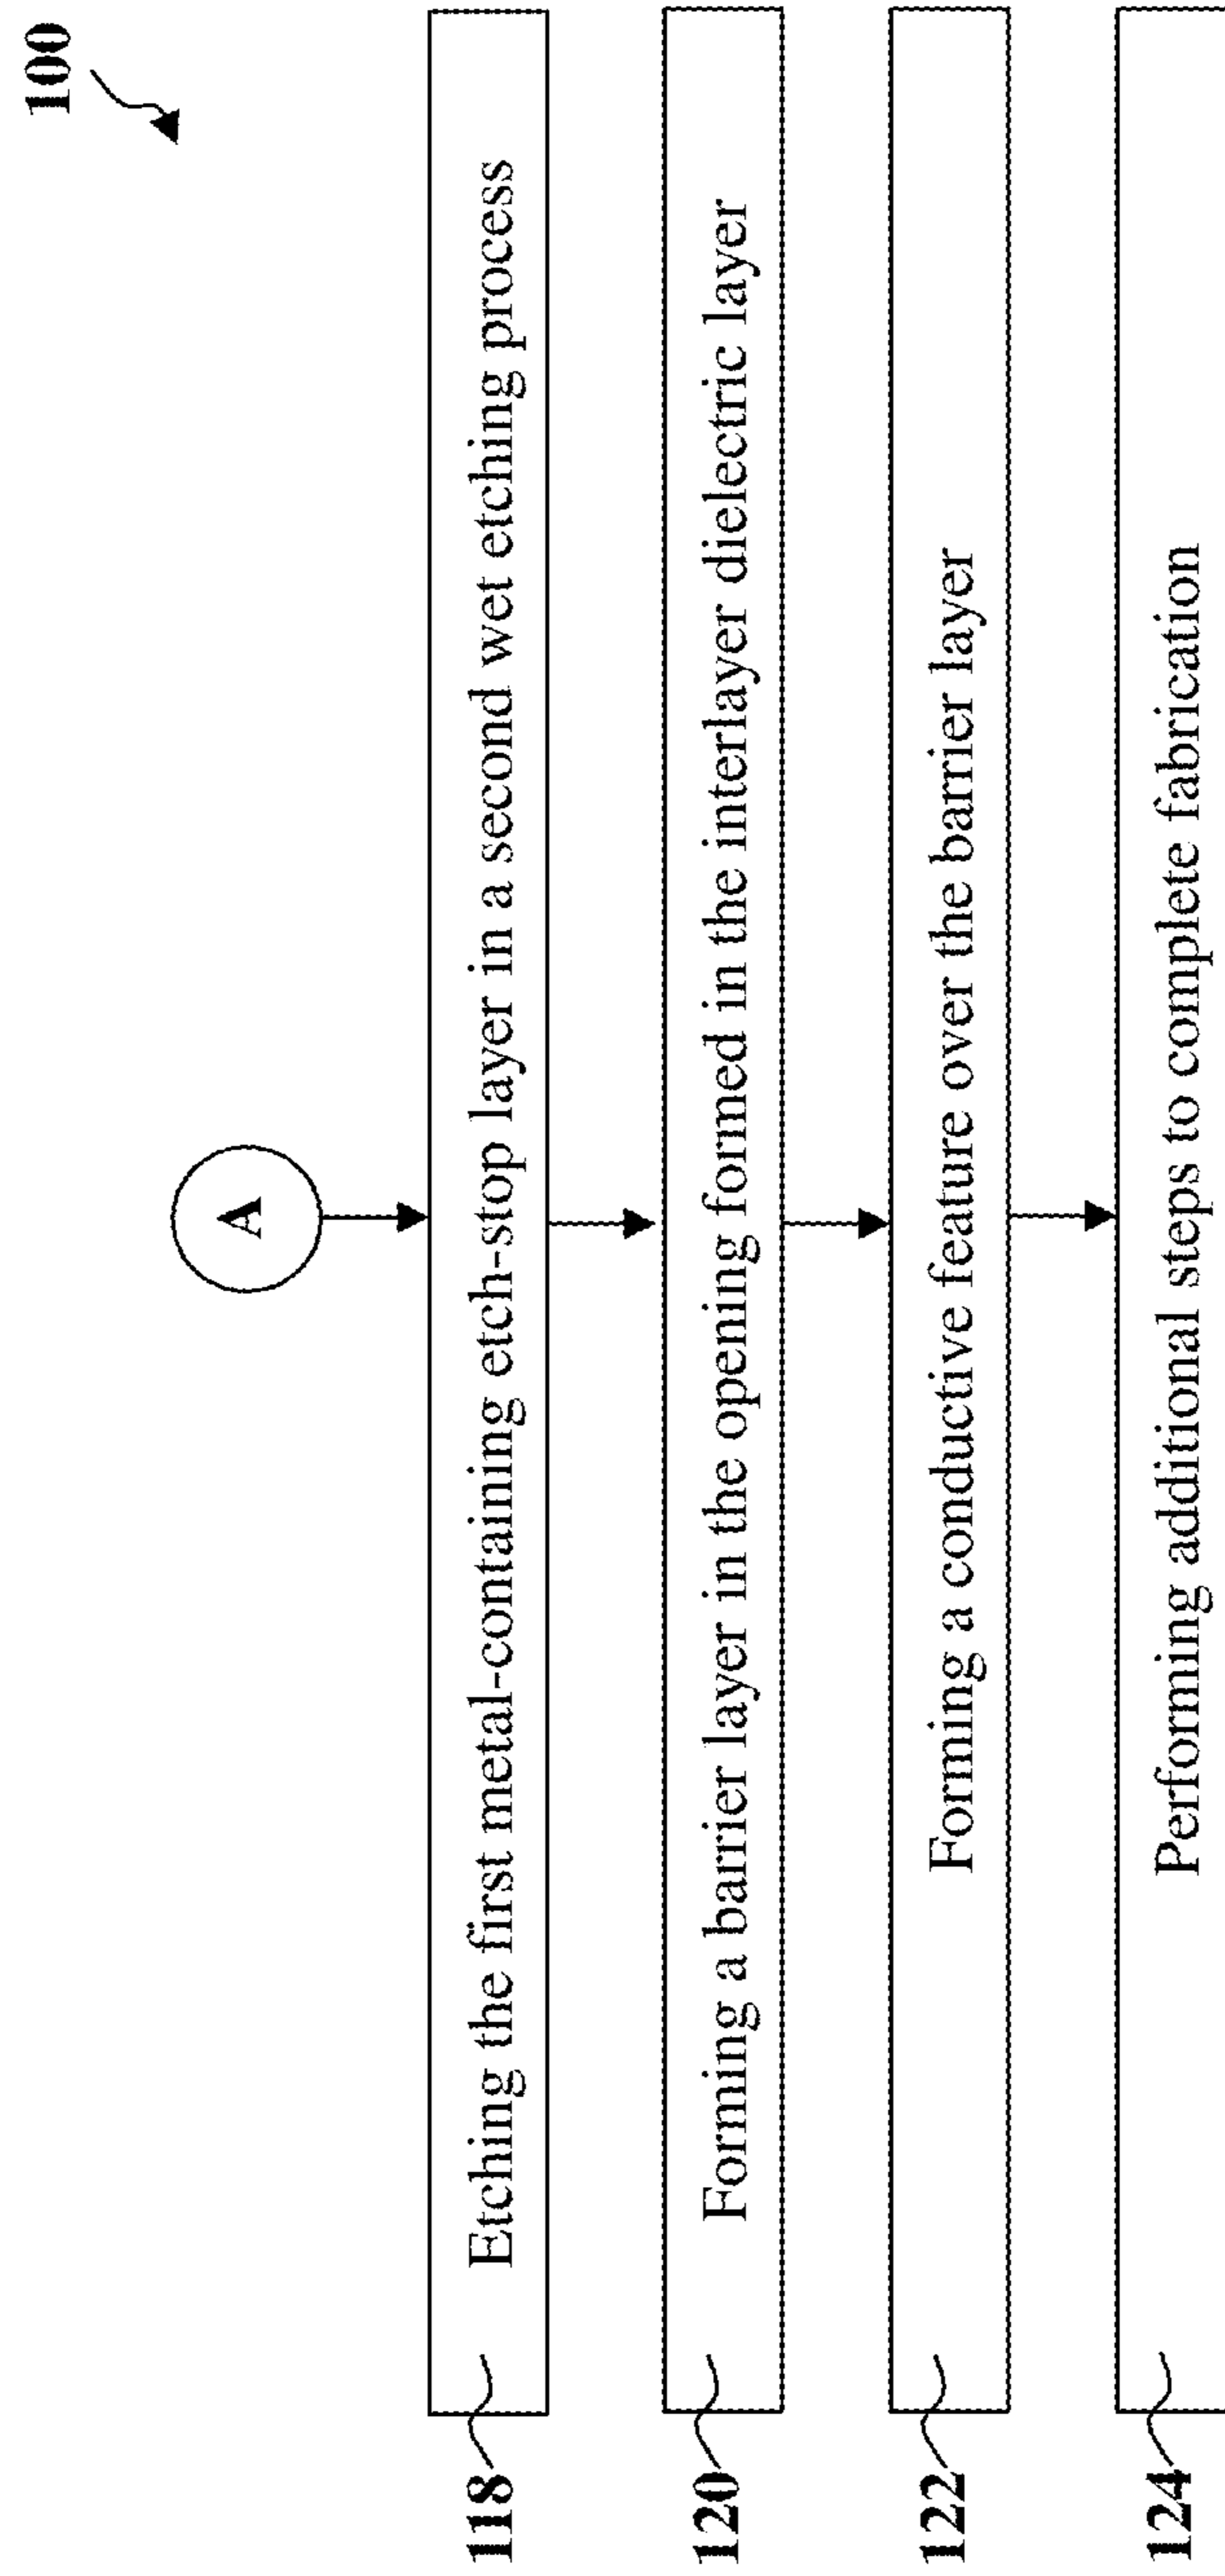 100
A
118 Etching the first metal-containing etch-stop layer in a second wet etching process
120 Forming a barrier layer in the opening formed in the interlayer dielectric layer
122 Forming a conductive feature over the barrier layer
124 Performing additional steps to complete fabrication